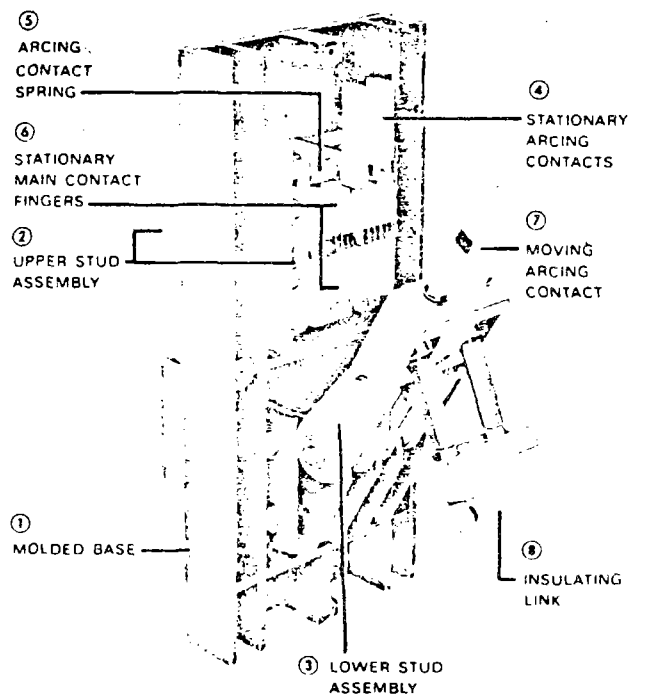 ⑤
ARCING
CONTACT
SPRING
⑥
STATIONARY
MAIN CONTACT
FINGERS
②
UPPER STUD
ASSEMBLY
①
MOLDED BASE
④
STATIONARY
ARCING
CONTACTS
⑦
MOVING
ARCING
CONTACT
⑧
INSULATING
LINK
③ LOWER STUD
ASSEMBLY